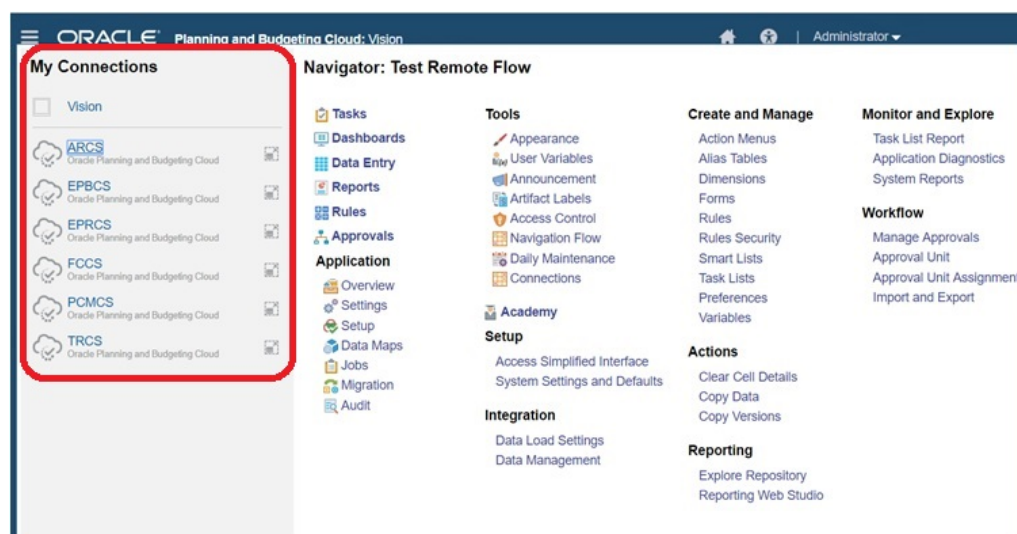 ORACLE® Planning and Budgeting Cloud: Vision
Administrator
My Connections
Vision
ARCS
Oracle Planning and Budgeting Cloud
EPBCS
Oracle Planning and Budgeting Cloud
EPRCS
Oracle Planning and Budgeting Cloud
FCCS
Oracle Planning and Budgeting Cloud
PCMCS
Oracle Planning and Budgeting Cloud
TRCS
Oracle Planning and Budgeting Cloud
Navigator: Test Remote Flow
Tasks
Dashboards
Data Entry
Reports
Rules
Approvals
Application
Overview
Settings
Setup
Data Maps
Jobs
Migration
Audit
Tools
Appearance
User Variables
Announcement
Artifact Labels
Access Control
Navigation Flow
Daily Maintenance
Connections
Academy
Setup
Access Simplified Interface
System Settings and Defaults
Integration
Data Load Settings
Data Management
Create and Manage
Action Menus
Alias Tables
Dimensions
Forms
Rules
Rules Security
Smart Lists
Task Lists
Preferences
Variables
Actions
Clear Cell Details
Copy Data
Copy Versions
Reporting
Explore Repository
Reporting Web Studio
Monitor and Explore
Task List Report
Application Diagnostics
System Reports
Workflow
Manage Approvals
Approval Unit
Approval Unit Assignment
Import and Export